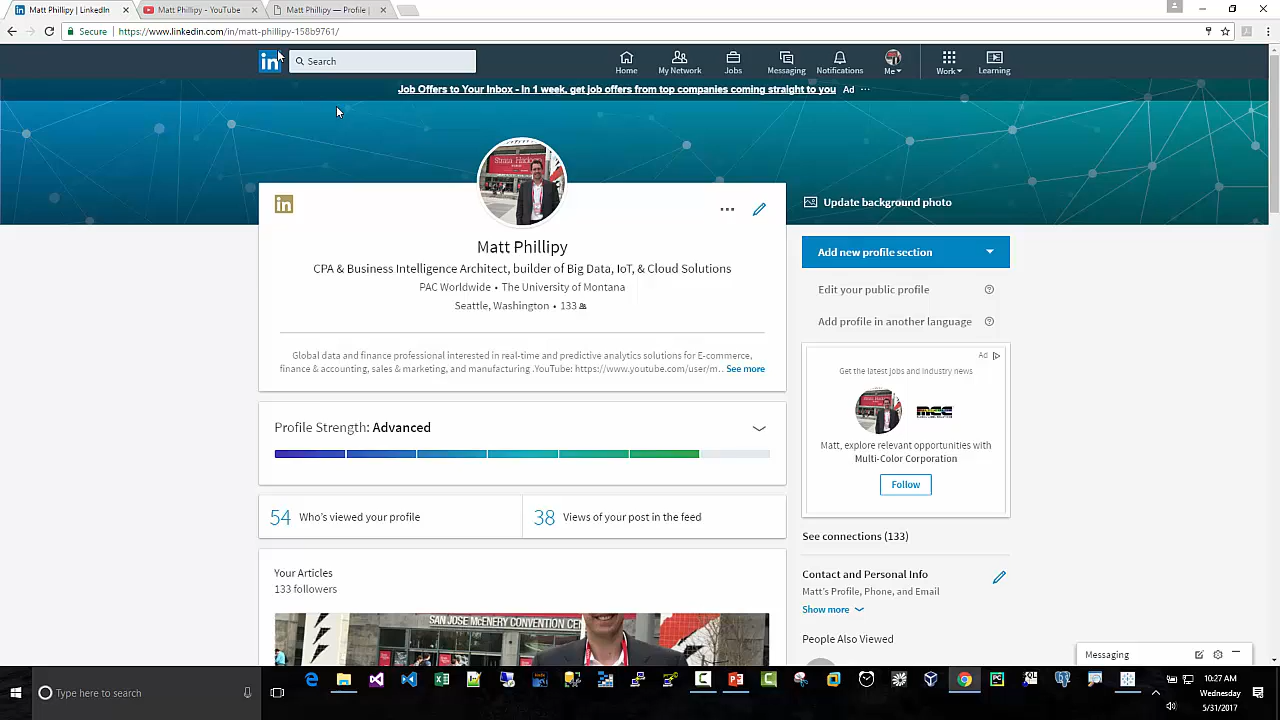 Matt Phillipy | LinkedIn
Matt Phillipy - YouTube
Matt Phillipy — Profile |
Secure
https://www.linkedin.com/in/matt-phillipy-158b9761/
in
Search
Home
My Network
Jobs
Messaging
Notifications
Me
Work
Learning
Job Offers to Your Inbox - In 1 week, get job offers from top companies coming straight to you Ad ...
Update background photo
in
Matt Phillipy
CPA & Business Intelligence Architect, builder of Big Data, IoT, & Cloud Solutions
PAC Worldwide • The University of Montana
Seattle, Washington • 133
Global data and finance professional interested in real-time and predictive analytics solutions for E-commerce,
finance & accounting, sales & marketing, and manufacturing .YouTube: https://www.youtube.com/user/m… See more
Add new profile section
Edit your public profile
Add profile in another language
Ad
Get the latest jobs and industry news
MCC
Matt, explore relevant opportunities with
Multi-Color Corporation
Follow
Profile Strength: Advanced
54 Who's viewed your profile
38 Views of your post in the feed
See connections (133)
Your Articles
133 followers
SAN JOSE MCENERY CONVENTION CE
Contact and Personal Info
Matt's Profile, Phone, and Email
Show more
People Also Viewed
Messaging
Type here to search
10:27 AM
Wednesday
5/31/2017